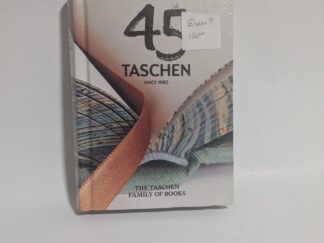 45
TASCHEN
SINCE 1980
THE TASCHEN
FAMILY OF BOOKS